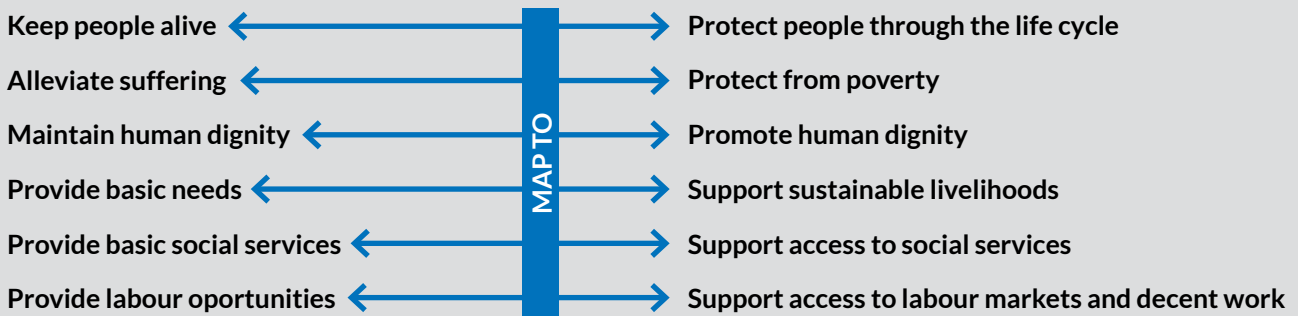 Keep people alive
Protect people through the life cycle
Alleviate suffering
Protect from poverty
Maintain human dignity
Promote human dignity
MAP TO
Provide basic needs
Support sustainable livelihoods
Provide basic social services
Support access to social services
Provide labour oportunities
Support access to labour markets and decent work